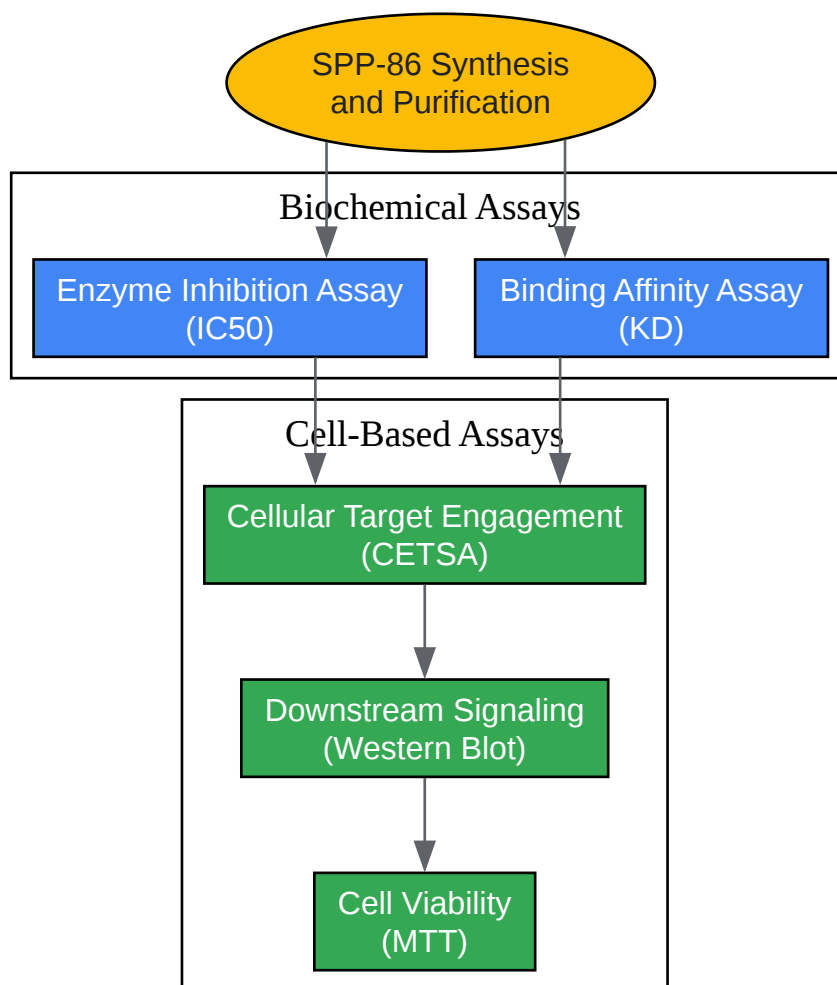 SPP-86 Synthesis
and Purification
Biochemical Assays
Enzyme Inhibition Assay
(IC50)
Binding Affinity Assay
(KD)
Cell-Based Assays
Cellular Target Engagement
(CETSA)
Downstream Signaling
(Western Blot)
Cell Viability
(MTT)